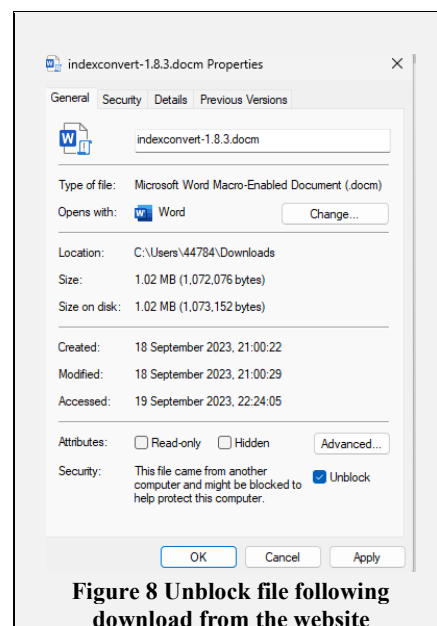 indexconvert-1.8.3.docm Properties
General Security Details Previous Versions
indexconvert-1.8.3.docm
Type of file: Microsoft Word Macro-Enabled Document (.docm)
Opens with: Word Change...
Location: C:\Users\44784\Downloads
Size: 1.02 MB (1,072,076 bytes)
Size on disk: 1.02 MB (1,073,152 bytes)
Created: 18 September 2023, 21:00:22
Modified: 18 September 2023, 21:00:29
Accessed: 19 September 2023, 22:24:05
Attributes: Read-only Hidden Advanced...
Security: This file came from another
computer and might be blocked to
help protect this computer.
Unblock
OK Cancel Apply
Figure 8 Unblock file following
download from the website